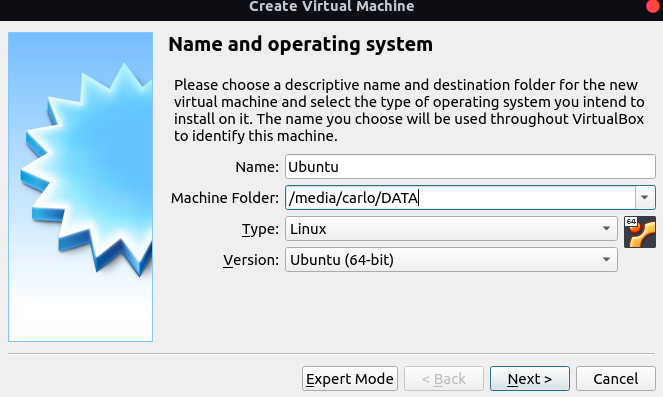 Create Virtual Machine
Name and operating system
Please choose a descriptive name and destination folder for the new
virtual machine and select the type of operating system you intend to
install on it. The name you choose will be used throughout VirtualBox
to identify this machine.
Name: Ubuntu
Machine Folder: /media/carlo/DATA
Type: Linux
64
Version: Ubuntu (64-bit)
Expert Mode
< Back
Next >
Cancel